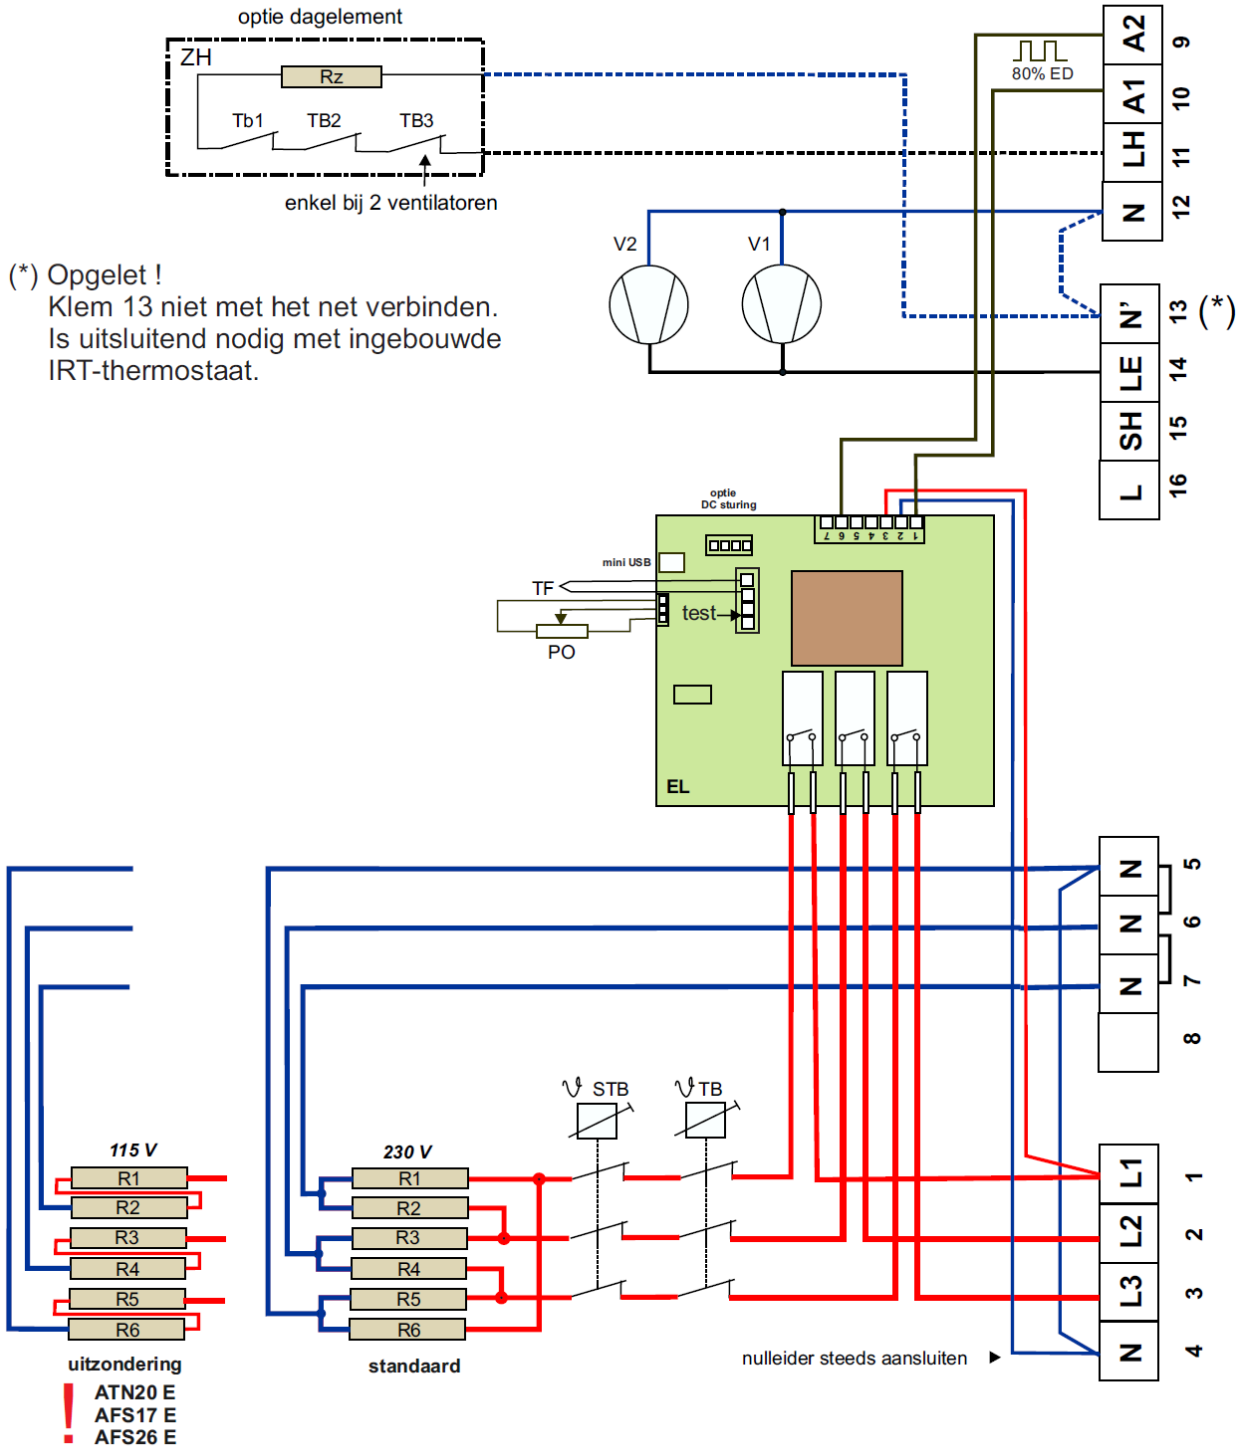 optie dagelement
ZH
Rz
Tb1
TB2
TB3
enkel bij 2 ventilatoren
80% ED
A2
9
A1
10
LH
11
N
12
N'
13 (*)
LE
14
SH
15
L
16
V2
V1
(*) Opgelet !
Klem 13 niet met het net verbinden.
Is uitsluitend nodig met ingebouwde
IRT-thermostaat.
optie
DC sturing
7 6 5 4 3 2 1
mini USB
TF
test
PO
EL
N
5
N
6
N
7
8
STB
TB
115 V
R1
R2
R3
R4
R5
R6
uitzondering
! ATN20 E
AFS17 E
AFS26 E
230 V
R1
R2
R3
R4
R5
R6
standaard
L1
1
L2
2
L3
3
N
4
nulleider steeds aansluiten